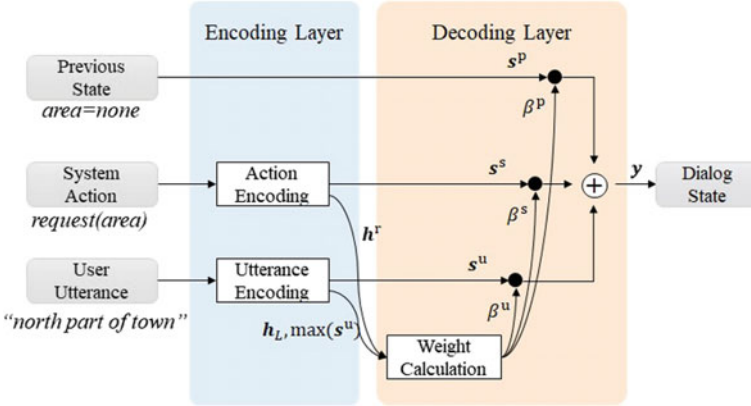 Encoding Layer
Decoding Layer
Previous
State
area=none
s^p
β^p
System
Action
request(area)
Action
Encoding
s^s
β^s
h^r
y
Dialog
State
User
Utterance
"north part of town"
Utterance
Encoding
s^u
β^u
h_L, max(s^u)
Weight
Calculation